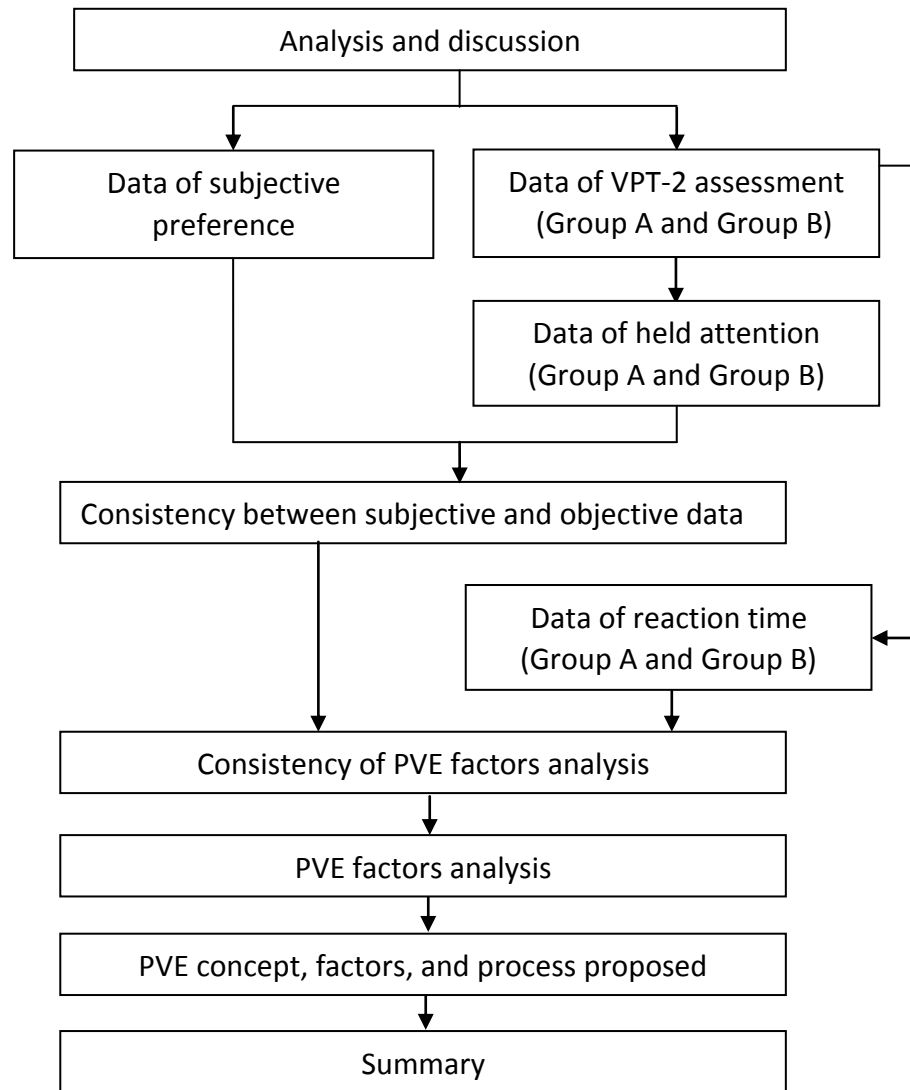 Analysis and discussion
Data of subjective
preference
Data of VPT-2 assessment
(Group A and Group B)
Data of held attention
(Group A and Group B)
Consistency between subjective and objective data
Data of reaction time
(Group A and Group B)
Consistency of PVE factors analysis
PVE factors analysis
PVE concept, factors, and process proposed
Summary